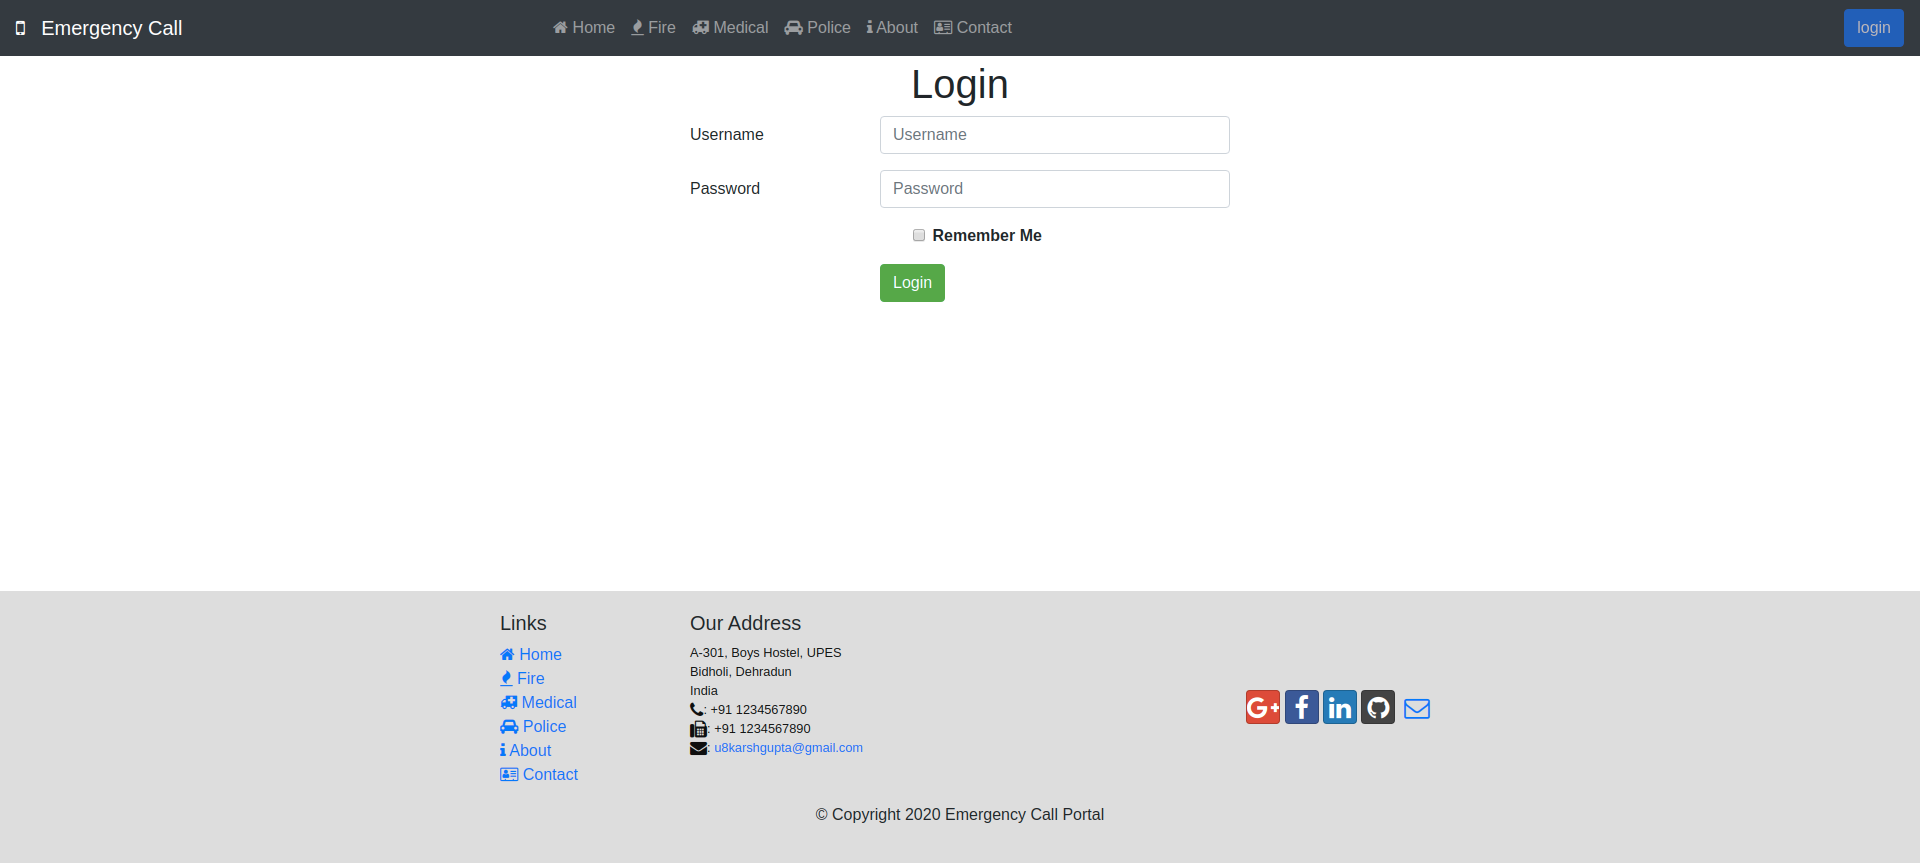 Emergency Call Home Fire Medical Police About Contact login
Login
Username Username
Password Password
Remember Me
Login
Links
Home
Fire
Medical
Police
About
Contact
Our Address
A-301, Boys Hostel, UPES
Bidholi, Dehradun
India
: +91 1234567890
: +91 1234567890
: u8karshgupta@gmail.com
© Copyright 2020 Emergency Call Portal